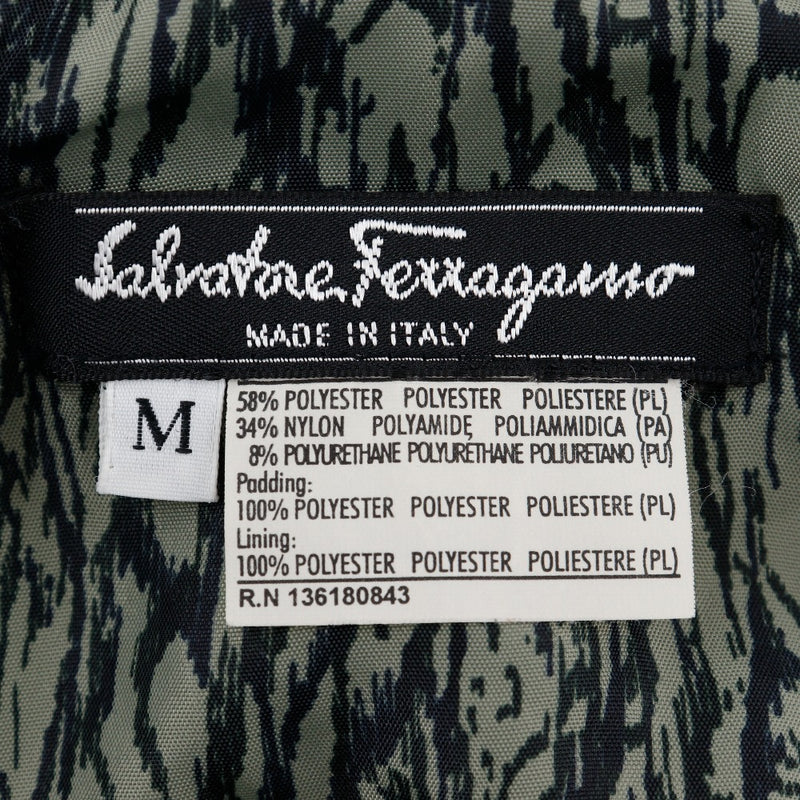 Salvatore Ferragamo
MADE IN ITALY
M
58% POLYESTER POLYESTER POLIESTERE (PL)
34% NYLON POLYAMIDE POLIAMMIDICA (PA)
8% POLYURETHANE POLYURETHANE POLIURETANO (PU)
Padding:
100% POLYESTER POLYESTER POLIESTERE (PL)
Lining:
100% POLYESTER POLYESTER POLIESTERE (PL)
R.N 136180843